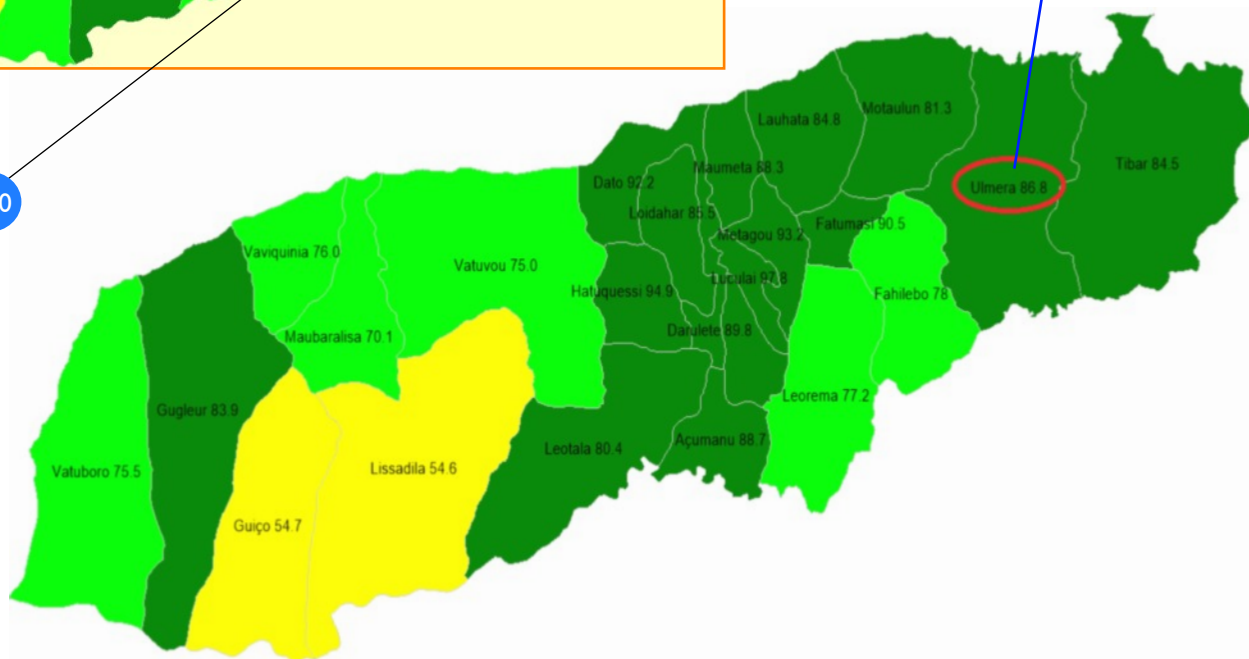 Lauhata 84.8
Motaulun 81.3
Tibar 84.5
Maumeta 88.3
Dato 92.2
Ulmera 86.8
Loidahar 85.5
Fatumasi 90.5
Metagou 93.2
Vaviquinia 76.0
Vatuvou 75.0
Luculai 97.8
Hatuquessi 94.9
Fahilebo 78
Darulete 89.8
Maubaralisa 70.1
Leorema 77.2
Gugleur 83.9
Açumanu 88.7
Leotala 80.4
Lissadila 54.6
Vatuboro 75.5
Guiço 54.7